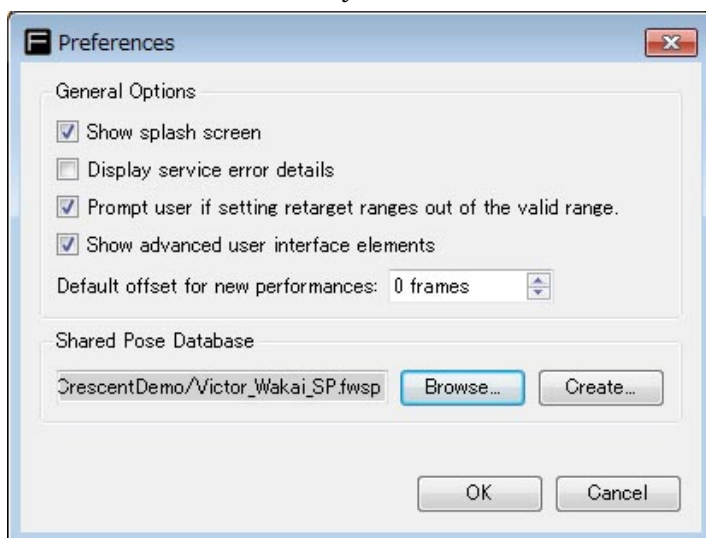 Preferences
General Options
Show splash screen
Display service error details
Prompt user if setting retarget ranges out of the valid range.
Show advanced user interface elements
Default offset for new performances: 0 frames
Shared Pose Database
CrescentDemo/Victor_Wakai_SP.fwsp Browse... Create...
OK Cancel